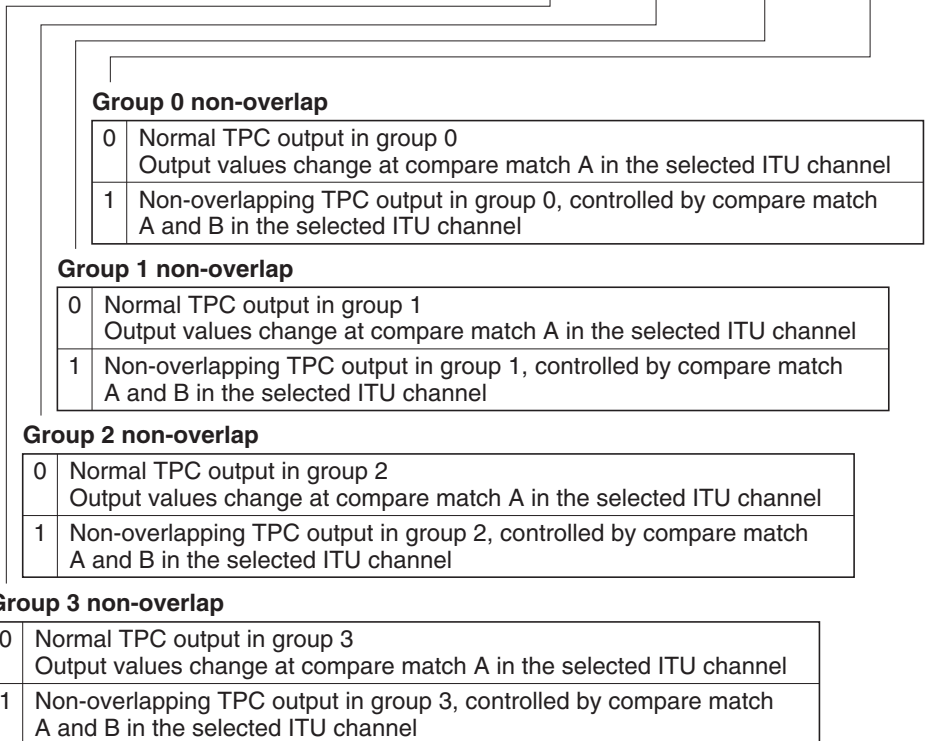 Group 0 non-overlap
0 Normal TPC output in group 0
Output values change at compare match A in the selected ITU channel
1 Non-overlapping TPC output in group 0, controlled by compare match
A and B in the selected ITU channel
Group 1 non-overlap
0 Normal TPC output in group 1
Output values change at compare match A in the selected ITU channel
1 Non-overlapping TPC output in group 1, controlled by compare match
A and B in the selected ITU channel
Group 2 non-overlap
0 Normal TPC output in group 2
Output values change at compare match A in the selected ITU channel
1 Non-overlapping TPC output in group 2, controlled by compare match
A and B in the selected ITU channel
Group 3 non-overlap
0 Normal TPC output in group 3
Output values change at compare match A in the selected ITU channel
1 Non-overlapping TPC output in group 3, controlled by compare match
A and B in the selected ITU channel